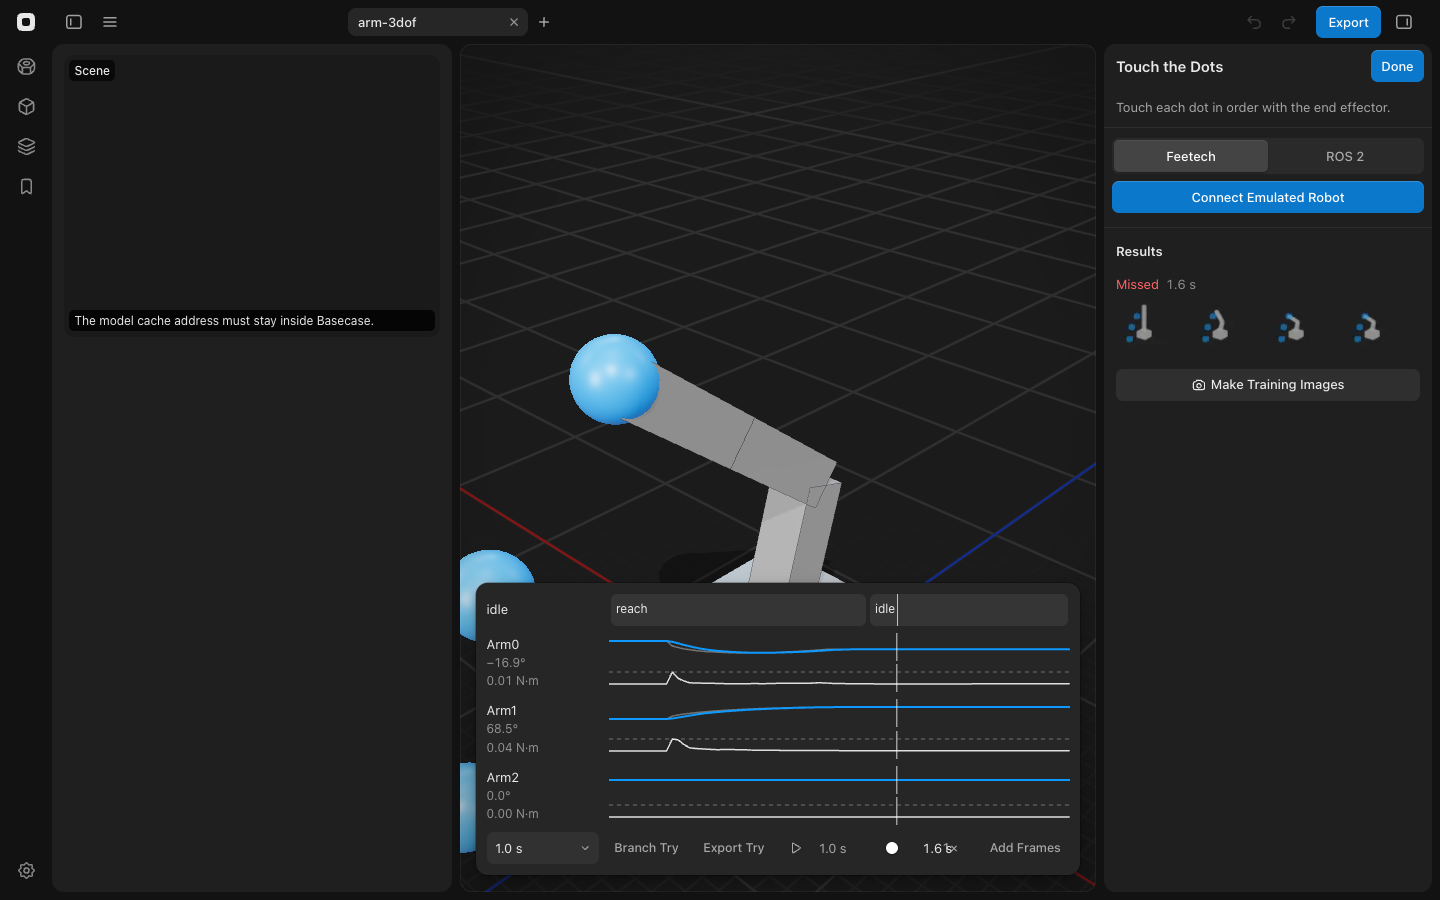 arm-3dof
Export
Scene
The model cache address must stay inside Basecase.
Touch the Dots
Done
Touch each dot in order with the end effector.
Feetech
ROS 2
Connect Emulated Robot
Results
Missed 1.6 s
Make Training Images
idle
reach
idle
Arm0
−16.9°
0.01 N·m
Arm1
68.5°
0.04 N·m
Arm2
0.0°
0.00 N·m
1.0 s
Branch Try
Export Try
1.0 s
Add Frames